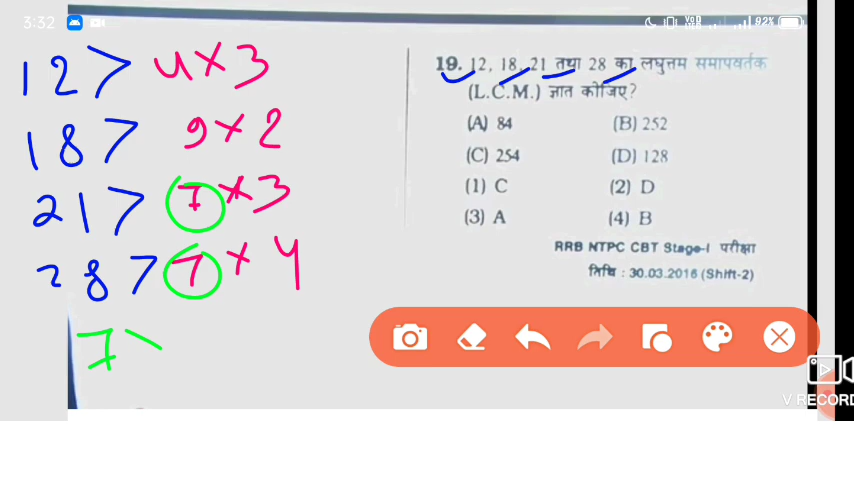 3:32 92%
12> 4×3
18> 9×2
21> 7×3
28> 7×4
7
19. 12, 18, 21 तथा 28 का लघुत्तम समापवर्तक
(L.C.M.) ज्ञात कीजिए?
(A) 84 (B) 252
(C) 254 (D) 128
(1) C (2) D
(3) A (4) B
RRB NTPC CBT Stage-I परीक्षा
तिथि : 30.03.2016 (Shift-2)
V RECORD